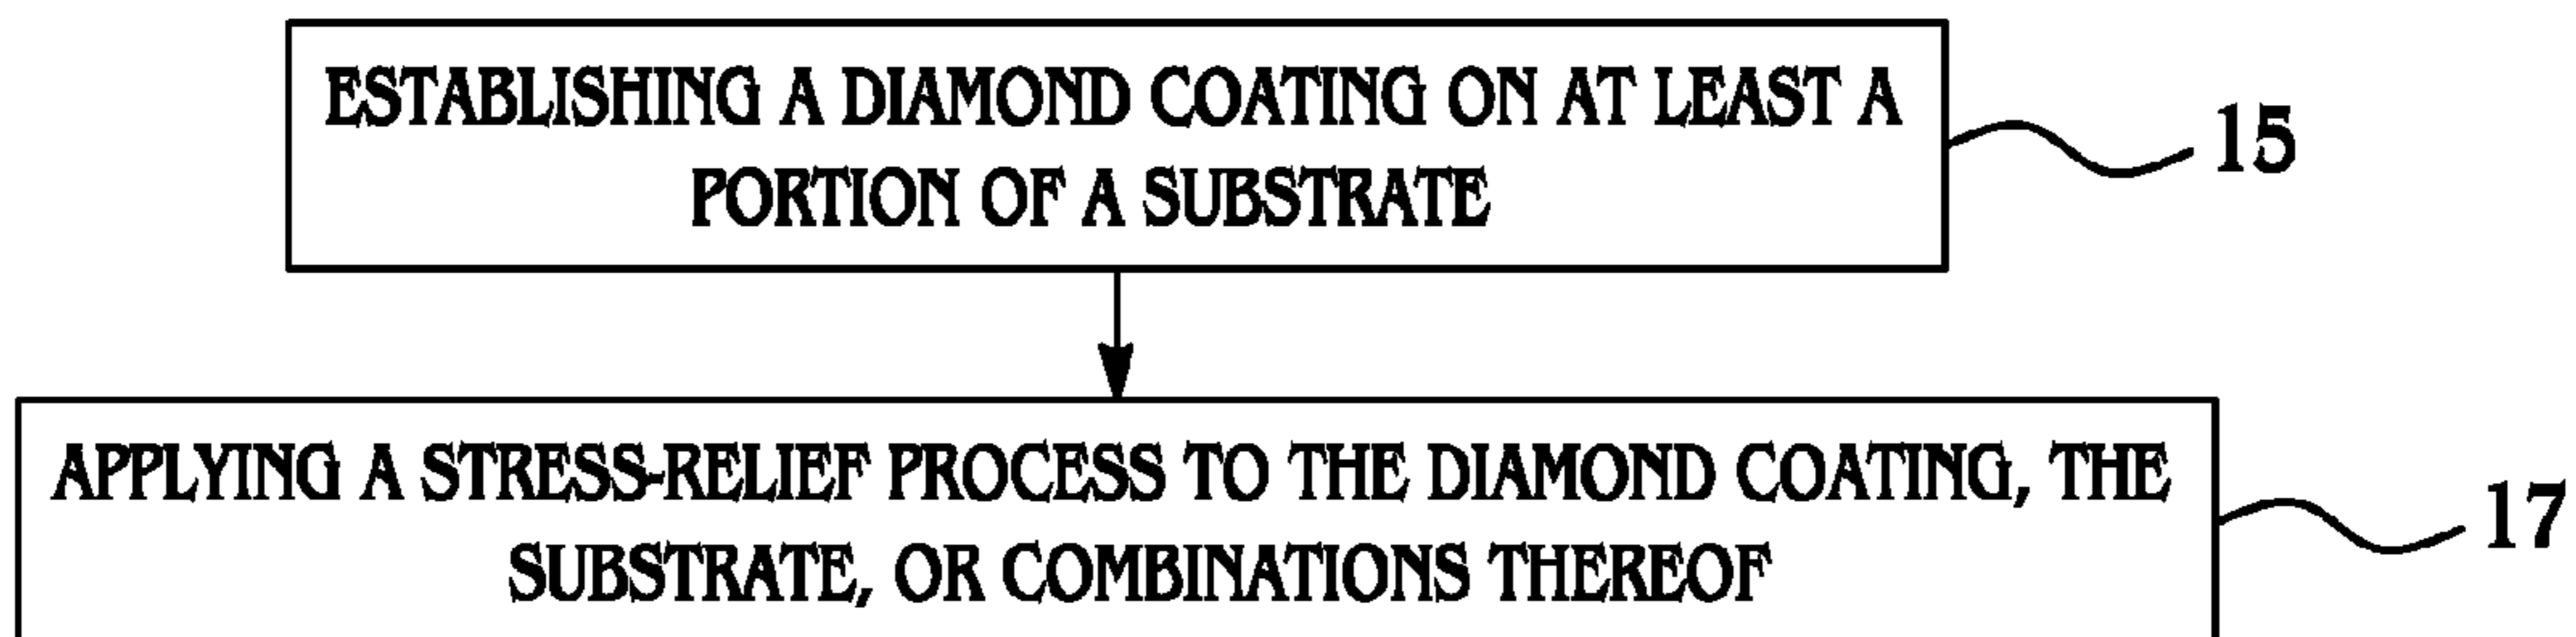 ESTABLISHING A DIAMOND COATING ON AT LEAST A
PORTION OF A SUBSTRATE
15
APPLYING A STRESS-RELIEF PROCESS TO THE DIAMOND COATING, THE
SUBSTRATE, OR COMBINATIONS THEREOF
17